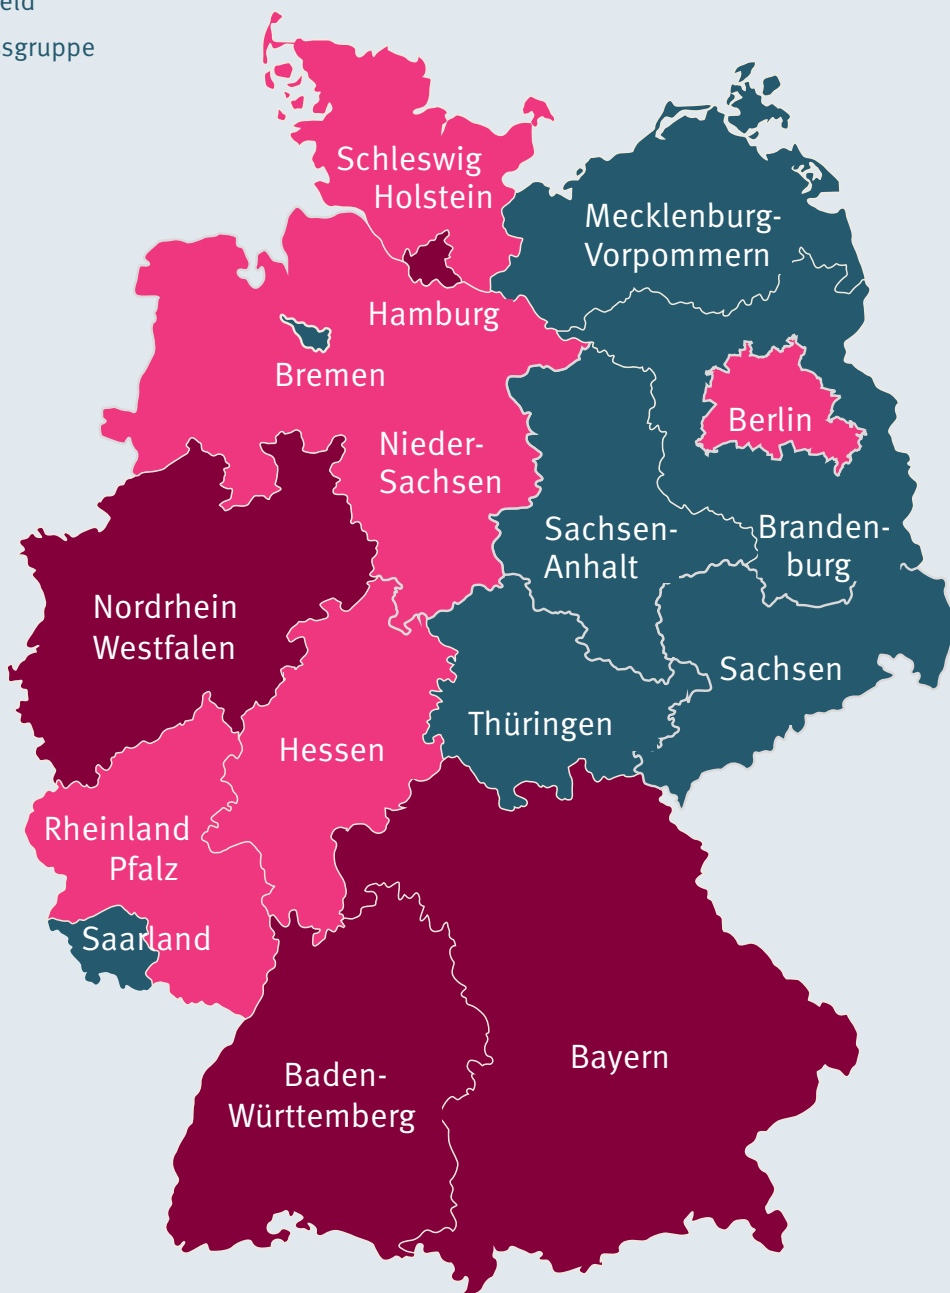 eld
sgruppe
Schleswig
Holstein
Mecklenburg-
Vorpommern
Hamburg
Bremen
Berlin
Nieder-
Sachsen
Sachsen-
Anhalt
Branden-
burg
Nordrhein
Westfalen
Sachsen
Thüringen
Hessen
Rheinland
Pfalz
Saarland
Bayern
Baden-
Württemberg